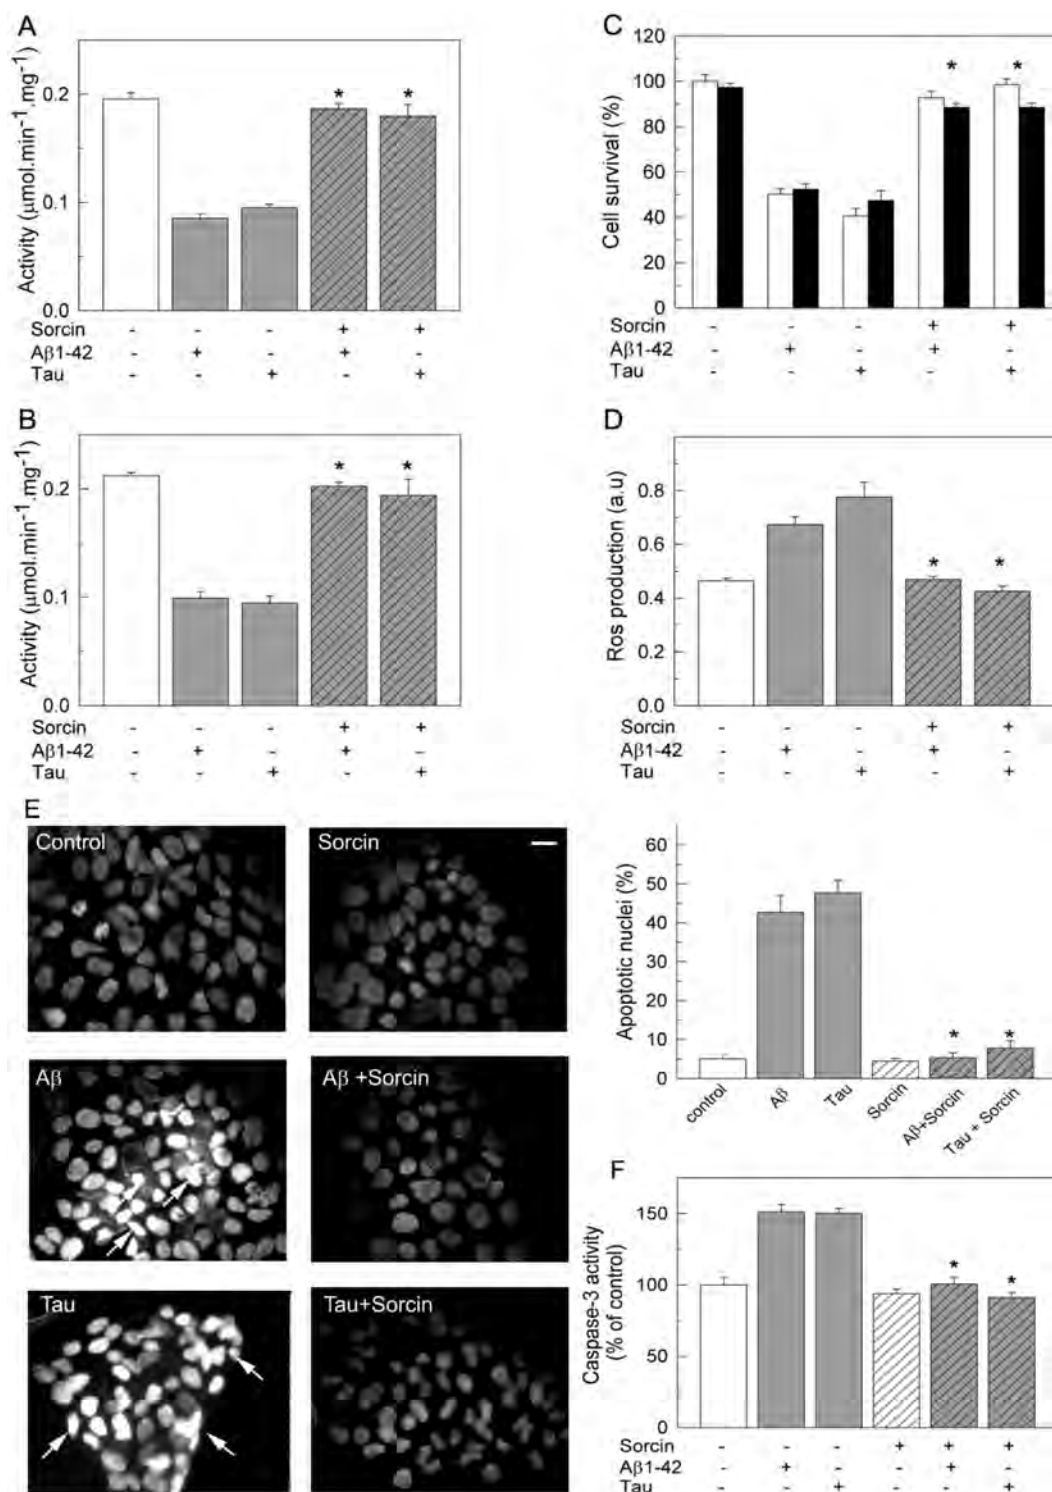 A
Activity (μmol.min-1.mg-1)
0.2
0.1
0.0
Sorcin - - - + +
Aβ1-42 - + - + -
Tau - - + - +
B
Activity (μmol.min-1.mg-1)
0.2
0.1
0.0
Sorcin - - - + +
Aβ1-42 - + - + -
Tau - - + - +
C
Cell survival (%)
120
100
80
60
40
20
0
* *
Sorcin - - - + +
Aβ1-42 - + - + -
Tau - - + - +
D
Ros production (a.u)
0.8
0.6
0.4
0.2
0.0
* *
Sorcin - - - + +
Aβ1-42 - + - + -
Tau - - + - +
E
Control
Sorcin
Aβ
Aβ +Sorcin
Tau
Tau+Sorcin
Apoptotic nuclei (%)
60
50
40
30
20
10
0
* *
control
Aβ
Tau
Sorcin
Aβ+Sorcin
Tau + Sorcin
F
Caspase-3 activity
(% of control)
150
100
50
0
* *
Sorcin - - - + + +
Aβ1-42 - + - - + -
Tau - - + - - +